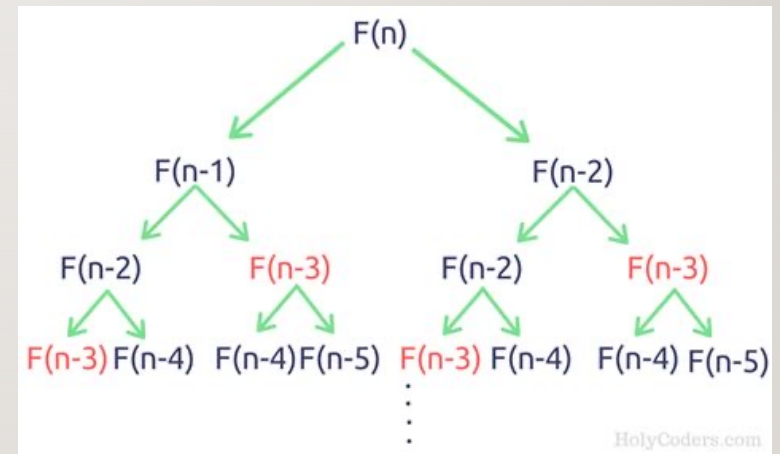 F(n)
F(n-1) F(n-2)
F(n-2) F(n-3) F(n-2) F(n-3)
F(n-3) F(n-4) F(n-4) F(n-5) F(n-3) F(n-4) F(n-4) F(n-5)
HolyCoders.com